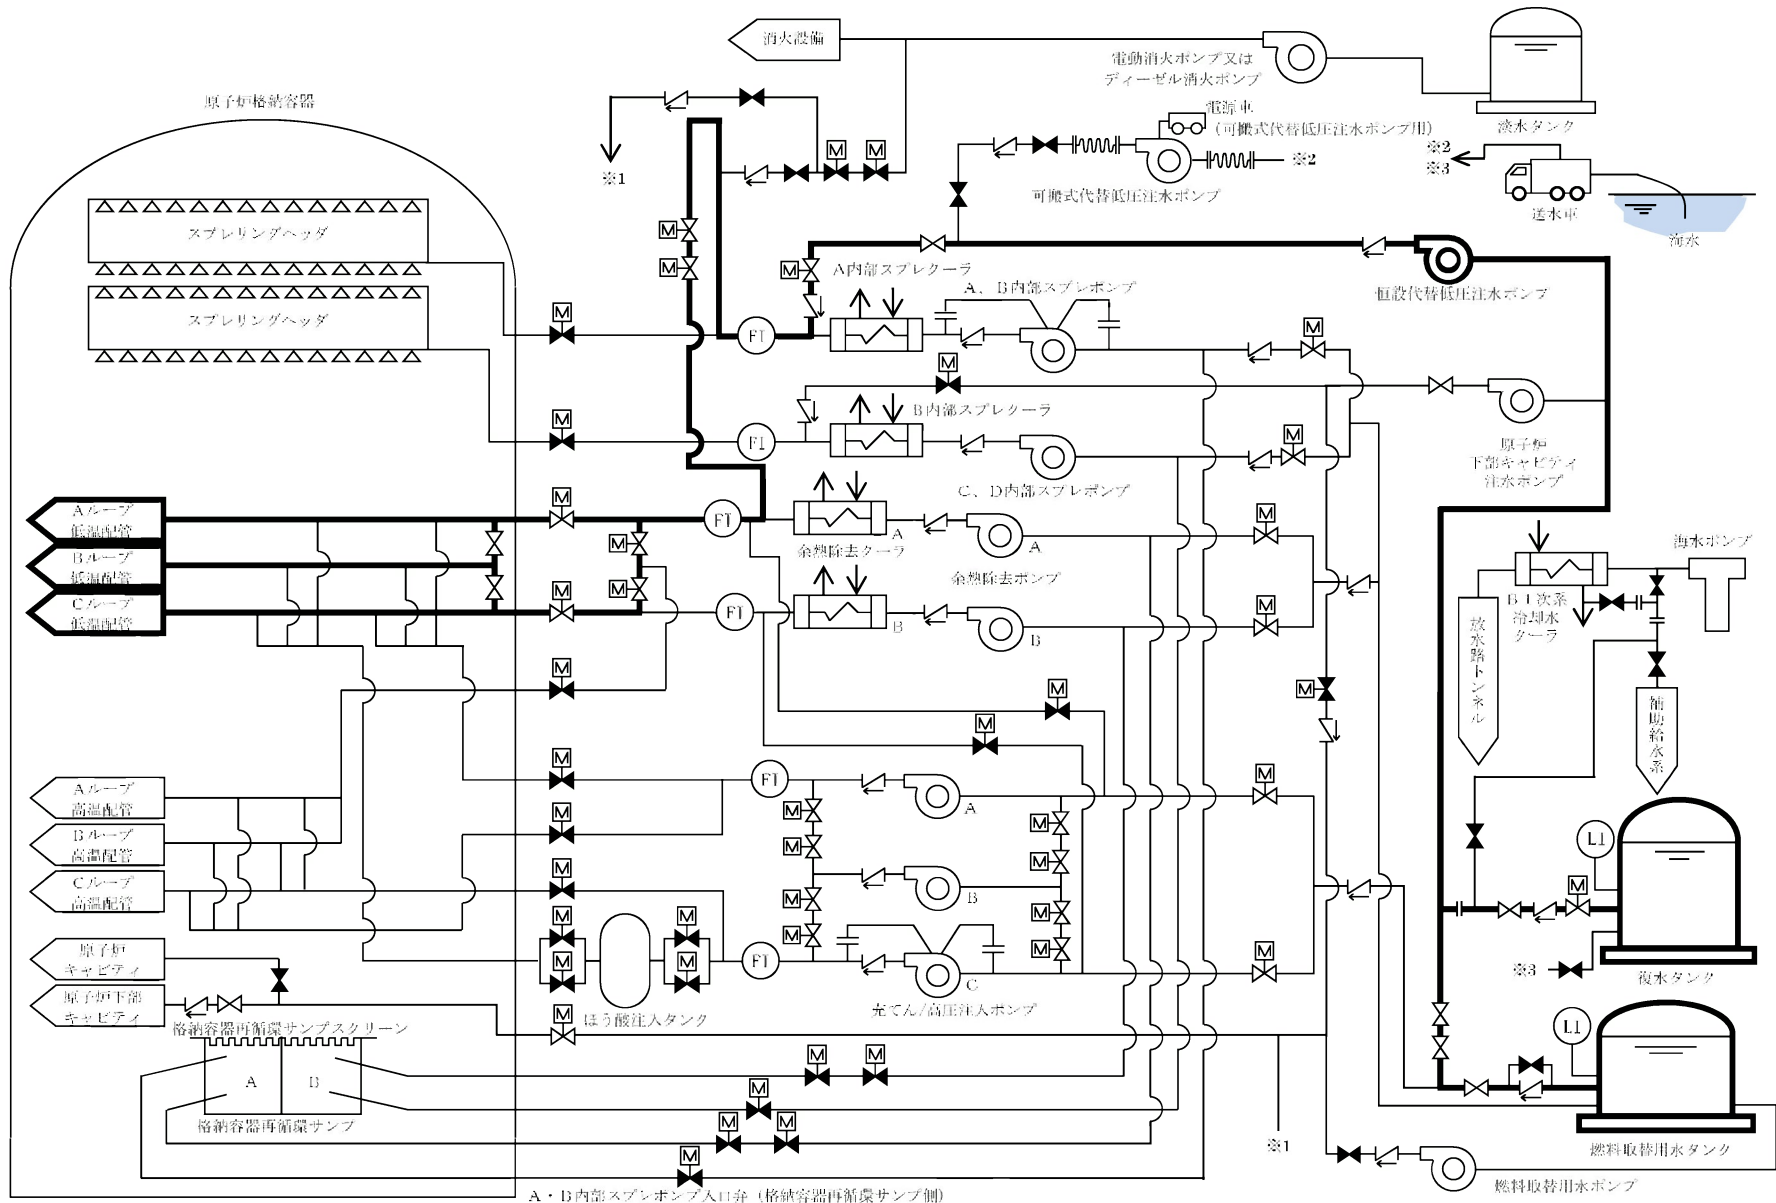 消火設備
電動消火ポンプ又は
ディーゼル消火ポンプ
淡水タンク
原子炉格納容器
電源車
(可搬式代替低圧注水ポンプ用)
※1
M
M
※2
※2
※3
可搬式代替低圧注水ポンプ
送水車
海水
スプレリングヘッダ
M
M
M
A内部スプレクーラ
A、B内部スプレポンプ
恒設代替低圧注水ポンプ
スプレリングヘッダ
M
FI
M
M
B内部スプレクーラ
M
FI
M
原子炉
下部キャビティ
注水ポンプ
C、D内部スプレポンプ
Aループ
低温配管
M
FI
A
余熱除去クーラ
A
余熱除去ポンプ
M
M
海水ポンプ
Bループ
低温配管
M
Cループ
低温配管
M
FI
B
B
M
B1次系
冷却水
クーラ
放水路トンネル
補助給水系
M
M
M
M
Aループ
高温配管
M
FI
A
M
Bループ
高温配管
M
M
M
M
M
LI
Cループ
高温配管
M
B
M
M
M
M
M
M
M
M
M
原子炉
キャビティ
FI
C
M
※3
復水タンク
原子炉下部
キャビティ
M
ほう酸注入タンク
充てん/高圧注入ポンプ
格納容器再循環サンプスクリーン
LI
A
B
M
M
M
格納容器再循環サンプ
M
M
※1
燃料取替用水タンク
M
A・B内部スプレポンプ入口弁（格納容器再循環サンプ側）
燃料取替用水ポンプ